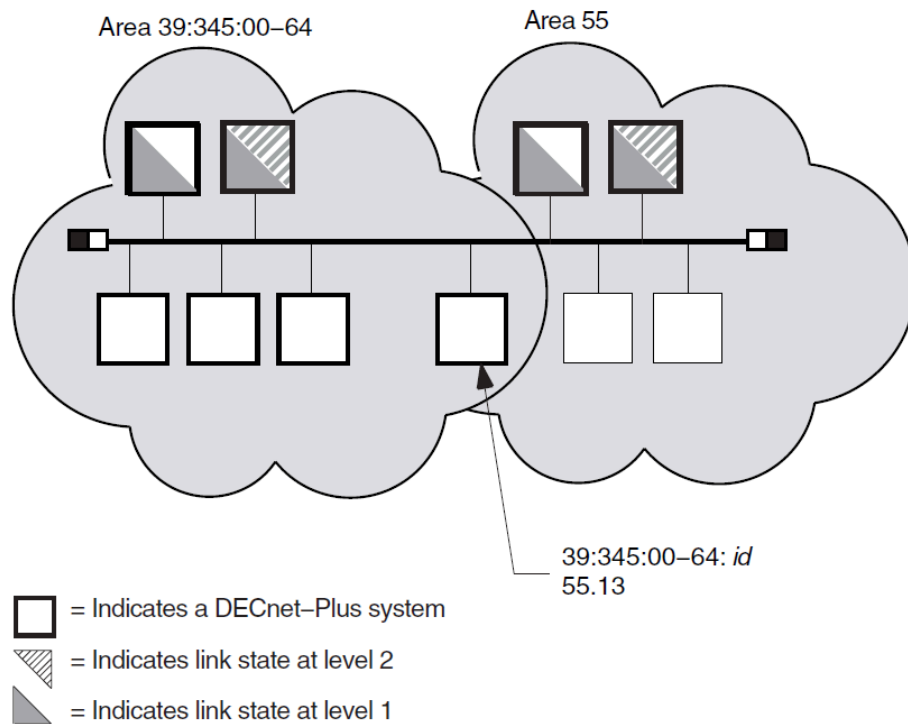 Area 39:345:00–64
Area 55
39:345:00–64: id
55.13
= Indicates a DECnet–Plus system
= Indicates link state at level 2
= Indicates link state at level 1